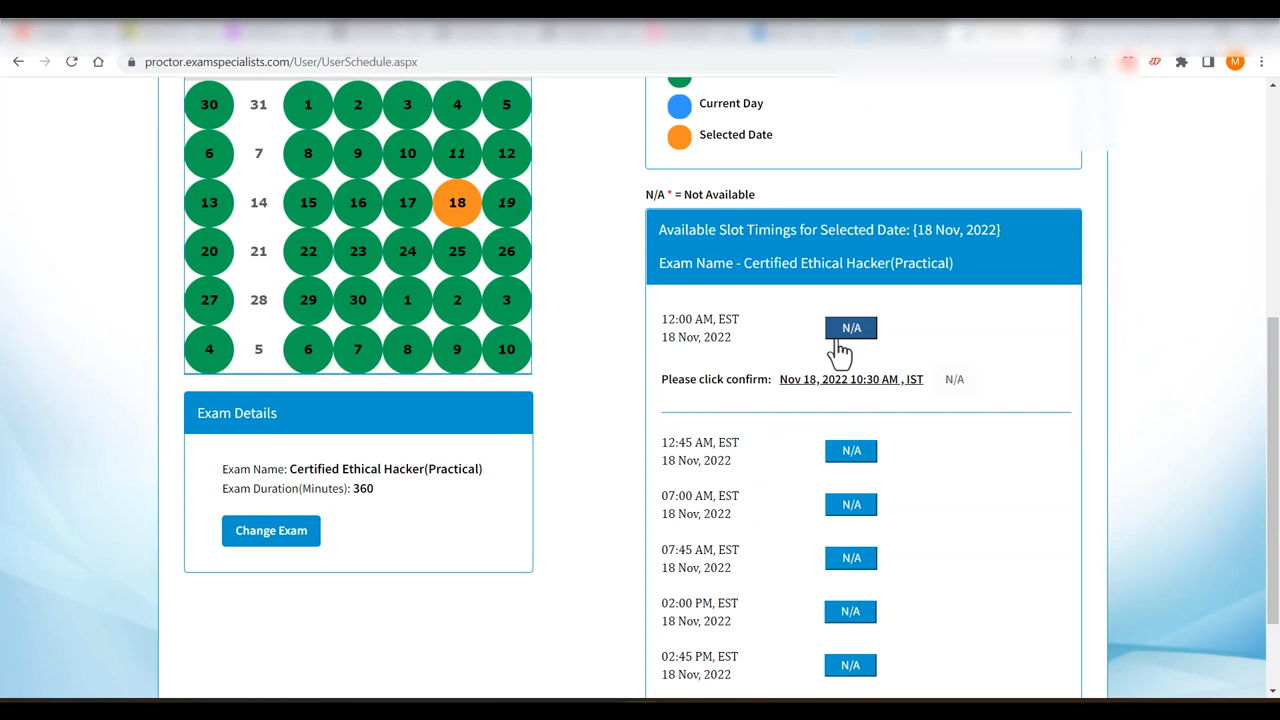 proctor.examspecialists.com/User/UserSchedule.aspx
M
30 31 1 2 3 4 5
6 7 8 9 10 11 12
13 14 15 16 17 18 19
20 21 22 23 24 25 26
27 28 29 30 1 2 3
4 5 6 7 8 9 10
Exam Details
Exam Name: Certified Ethical Hacker(Practical)
Exam Duration(Minutes): 360
Change Exam
Current Day
Selected Date
N/A * = Not Available
Available Slot Timings for Selected Date: {18 Nov, 2022}
Exam Name - Certified Ethical Hacker(Practical)
12:00 AM, EST
18 Nov, 2022
N/A
Please click confirm: Nov 18, 2022 10:30 AM , IST N/A
12:45 AM, EST
18 Nov, 2022
N/A
07:00 AM, EST
18 Nov, 2022
N/A
07:45 AM, EST
18 Nov, 2022
N/A
02:00 PM, EST
18 Nov, 2022
N/A
02:45 PM, EST
18 Nov, 2022
N/A